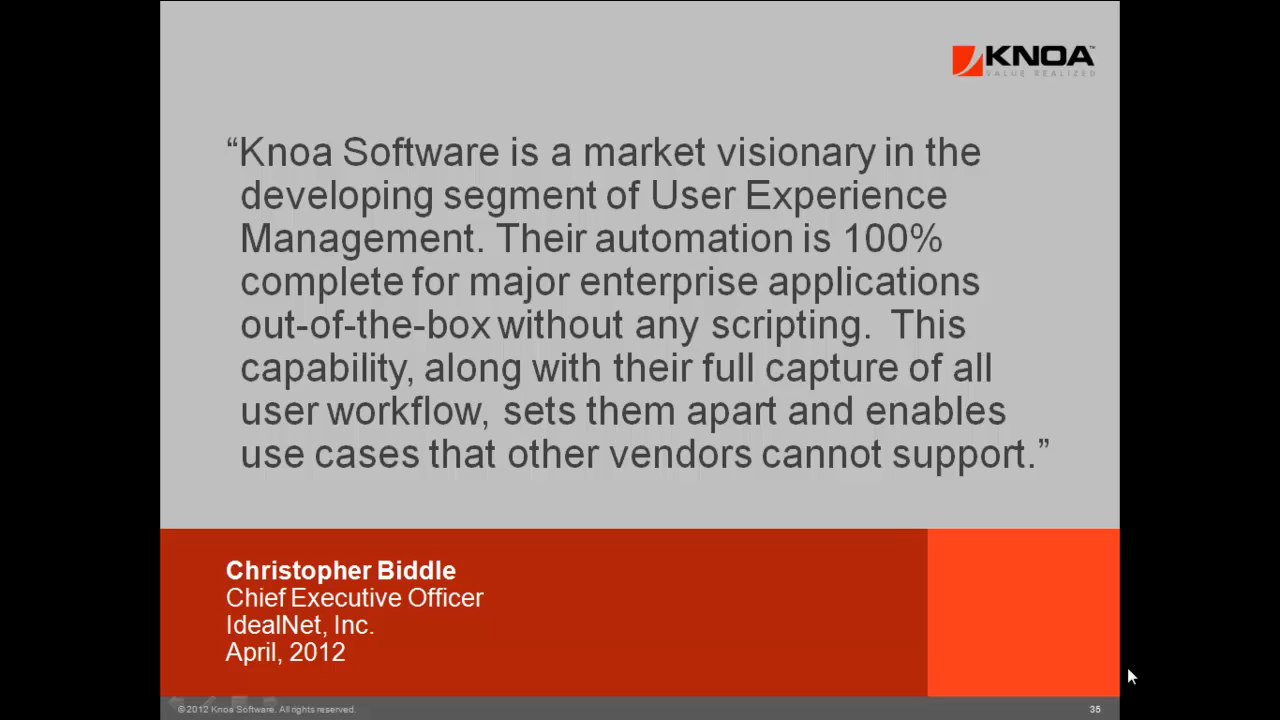 KNOA™
VALUE REALIZED
“Knoa Software is a market visionary in the
developing segment of User Experience
Management. Their automation is 100%
complete for major enterprise applications
out-of-the-box without any scripting.  This
capability, along with their full capture of all
user workflow, sets them apart and enables
use cases that other vendors cannot support.”
Christopher Biddle
Chief Executive Officer
IdealNet, Inc.
April, 2012
© 2012 Knoa Software. All rights reserved.
35